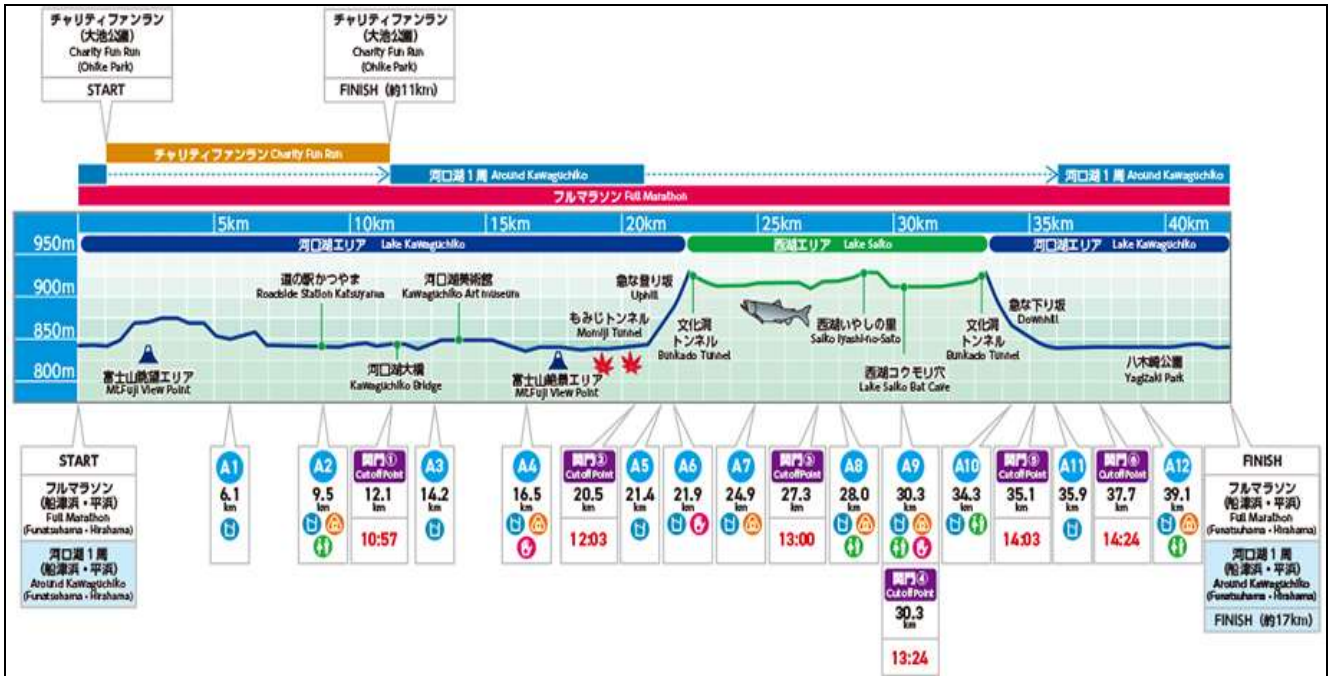 チャリティファンラン
(大池公園)
Charity Fun Run
(Ohike Park)
START
チャリティファンラン
(大池公園)
Charity Fun Run
(Ohike Park)
FINISH (約11km)
チャリティファンラン Charity Fun Run
河口湖1周 Around Kawaguchiko
河口湖1周 Around Kawaguchiko
フルマラソン Full Marathon
5km
10km
15km
20km
25km
30km
35km
40km
950m
900m
850m
800m
河口湖エリア Lake Kawaguchiko
西湖エリア Lake Saiko
河口湖エリア Lake Kawaguchiko
道の駅かつやま
Roadside Station Katsuyama
河口湖美術館
Kawaguchiko Art museum
急な登り坂
Uphill
もみじトンネル
Momiji Tunnel
文化洞
トンネル
Bunkado Tunnel
西湖いやしの里
Saiko Iyashi-no-Sato
西湖コウモリ穴
Lake Saiko Bat Cave
文化洞
トンネル
Bunkado Tunnel
急な下り坂
Downhill
富士山眺望エリア
Mt.Fuji View Point
河口湖大橋
Kawaguchiko Bridge
富士山絶景エリア
Mt.Fuji View Point
八木崎公園
Yagizaki Park
START
フルマラソン
(船津浜・平浜)
Full Marathon
(Funatsuhama・Hirahama)
河口湖1周
(船津浜・平浜)
Around Kawaguchiko
(Funatsuhama・Hirahama)
A1
6.1
km
A2
9.5
km
関門①
Cutoff Point
12.1
km
10:57
A3
14.2
km
A4
16.5
km
関門②
Cutoff Point
20.5
km
12:03
A5
21.4
km
A6
21.9
km
A7
24.9
km
関門③
Cutoff Point
27.3
km
13:00
A8
28.0
km
A9
30.3
km
関門④
Cutoff Point
30.3
km
13:24
A10
34.3
km
関門⑤
Cutoff Point
35.1
km
14:03
A11
35.9
km
関門⑥
Cutoff Point
37.7
km
14:24
A12
39.1
km
FINISH
フルマラソン
(船津浜・平浜)
Full Marathon
(Funatsuhama・Hirahama)
河口湖1周
(船津浜・平浜)
Around Kawaguchiko
(Funatsuhama・Hirahama)
FINISH (約17km)